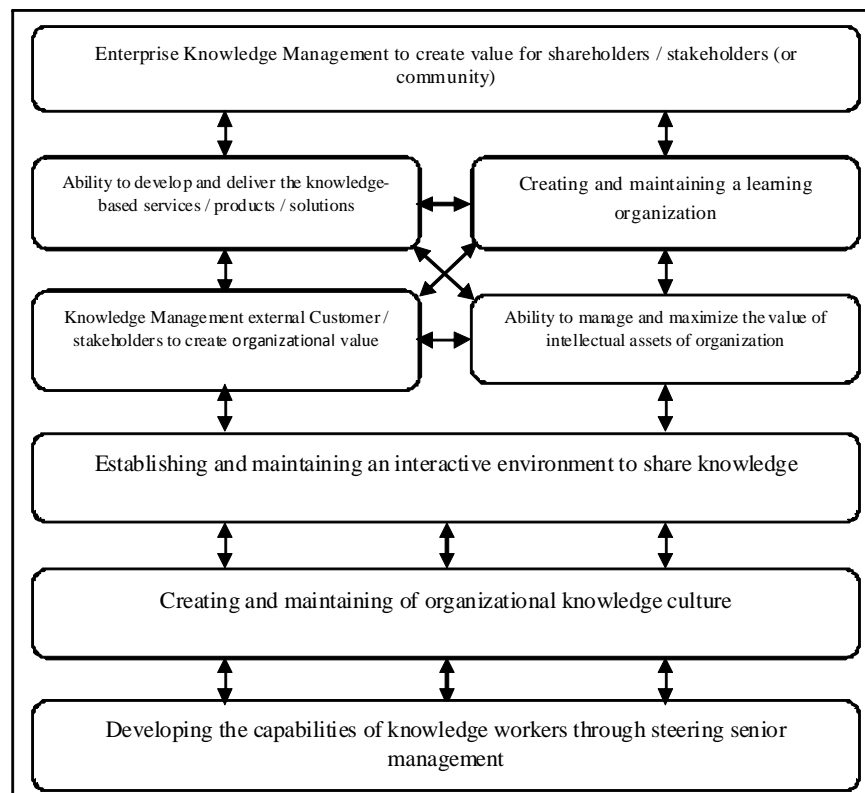 Enterprise Knowledge Management to create value for shareholders / stakeholders (or
community)
Ability to develop and deliver the knowledge-
based services / products / solutions
Creating and maintaining a learning
organization
Knowledge Management external Customer /
stakeholders to create organizational value
Ability to manage and maximize the value of
intellectual assets of organization
Establishing and maintaining an interactive environment to share knowledge
Creating and maintaining of organizational knowledge culture
Developing the capabilities of knowledge workers through steering senior
management